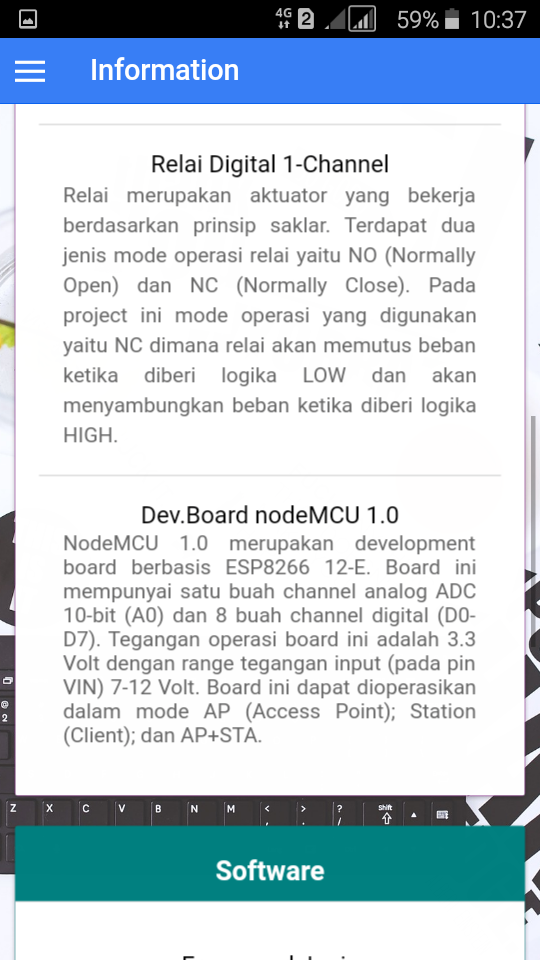 4G 2 59% 10:37
Information
Relai Digital 1-Channel
Relai merupakan aktuator yang bekerja
berdasarkan prinsip saklar. Terdapat dua
jenis mode operasi relai yaitu NO (Normally
Open) dan NC (Normally Close). Pada
project ini mode operasi yang digunakan
yaitu NC dimana relai akan memutus beban
ketika diberi logika LOW dan akan
menyambungkan beban ketika diberi logika
HIGH.
Dev.Board nodeMCU 1.0
NodeMCU 1.0 merupakan development
board berbasis ESP8266 12-E. Board ini
mempunyai satu buah channel analog ADC
10-bit (A0) dan 8 buah channel digital (D0-
D7). Tegangan operasi board ini adalah 3.3
Volt dengan range tegangan input (pada pin
VIN) 7-12 Volt. Board ini dapat dioperasikan
dalam mode AP (Access Point); Station
(Client); dan AP+STA.
@
2
Z X C V B N M < , > . ? / Shift
Software